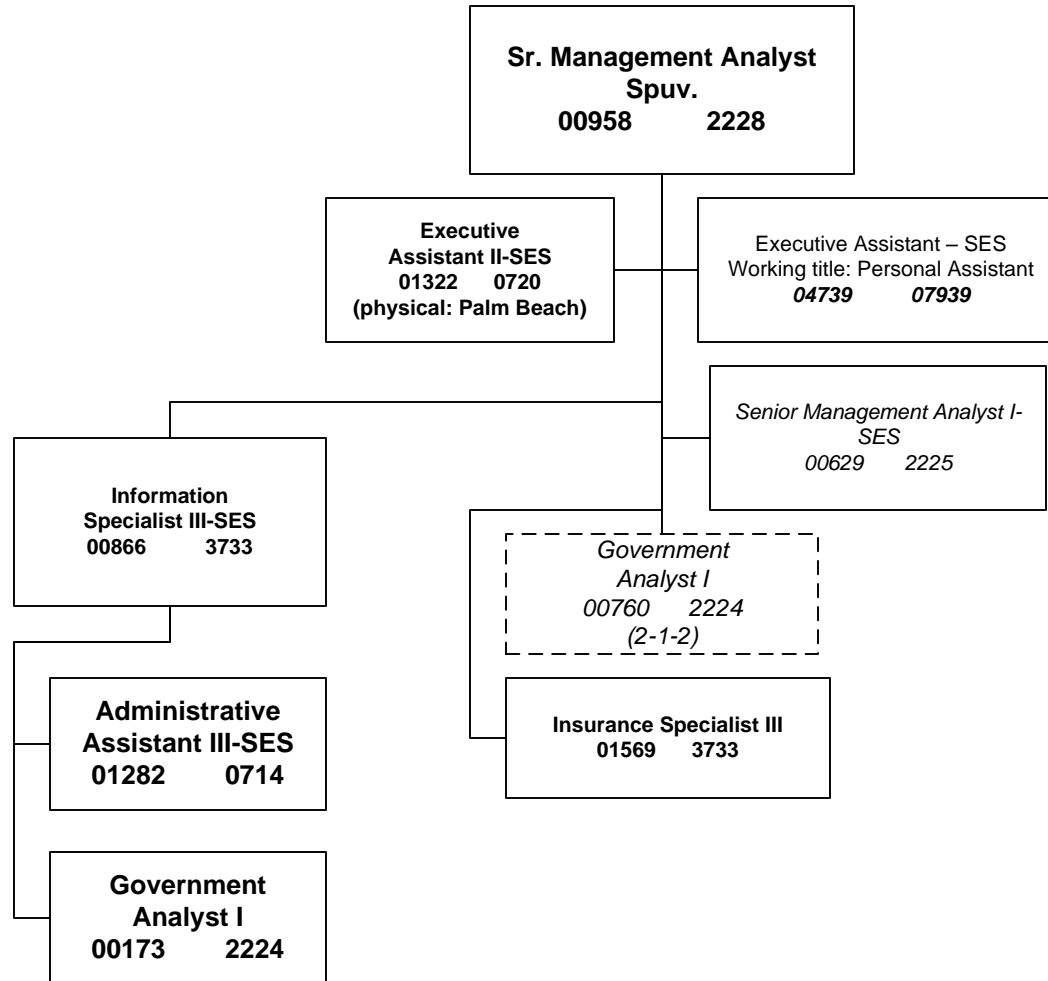 Sr. Management Analyst
Spuv.
00958 2228
Executive
Assistant II-SES
01322 0720
(physical: Palm Beach)
Executive Assistant – SES
Working title: Personal Assistant
04739 07939
Senior Management Analyst I-
SES
00629 2225
Information
Specialist III-SES
00866 3733
Government
Analyst I
00760 2224
(2-1-2)
Administrative
Assistant III-SES
01282 0714
Insurance Specialist III
01569 3733
Government
Analyst I
00173 2224